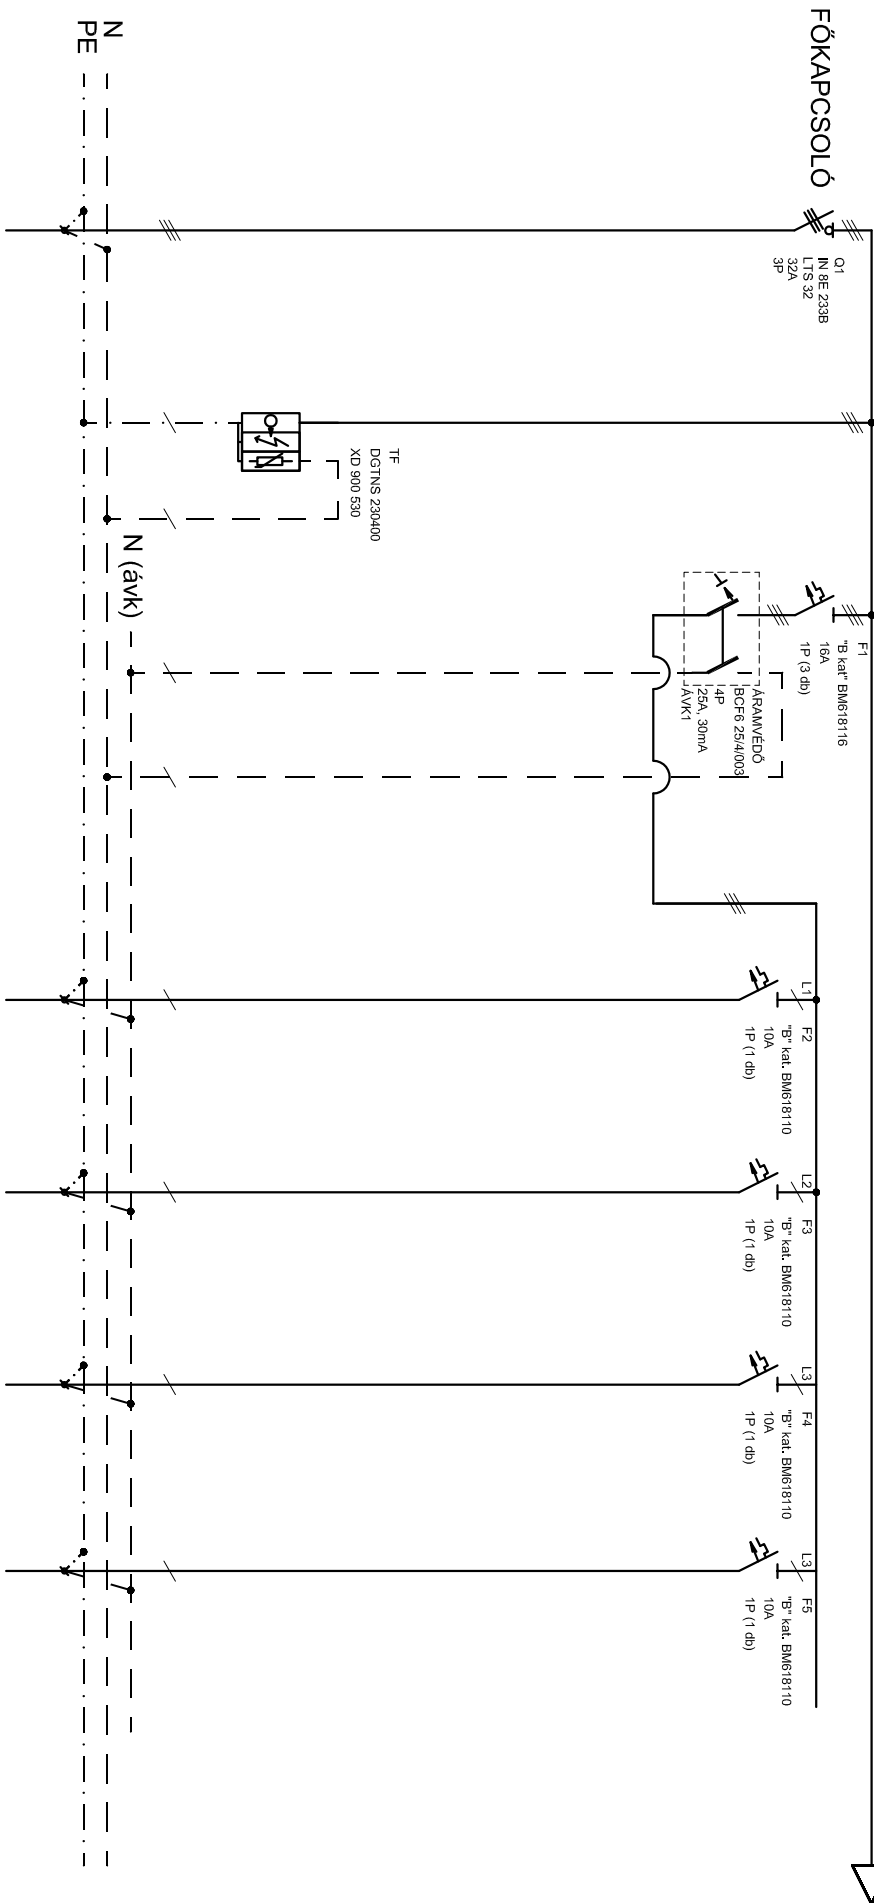 FŐKAPCSOLÓ
Q1
IN 8E 233B
LTS 32
32A
3P
N
PE
TF
DGTNS 230400
XD 900 530
N (ávk)
F1
"B kat" BM618116
16A
1P (3 db)
ÁRAMVÉDŐ
BCF6 25/4/003
4P
25A, 30mA
ÁVK1
L1
F2
"B" kat. BM618110
10A
1P (1 db)
L2
F3
"B" kat. BM618110
10A
1P (1 db)
L3
F4
"B" kat. BM618110
10A
1P (1 db)
L3
F5
"B" kat. BM618110
10A
1P (1 db)